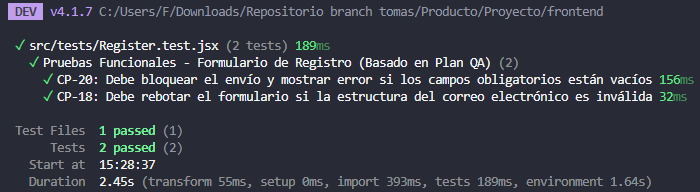 DEV v4.1.7 C:/Users/F/Downloads/Repositorio branch tomas/Producto/Proyecto/frontend
✓ src/tests/Register.test.jsx (2 tests) 189ms
✓ Pruebas Funcionales - Formulario de Registro (Basado en Plan QA) (2)
✓ CP-20: Debe bloquear el envío y mostrar error si los campos obligatorios están vacíos 156ms
✓ CP-18: Debe rebotar el formulario si la estructura del correo electrónico es inválida 32ms
Test Files 1 passed (1)
Tests 2 passed (2)
Start at 15:28:37
Duration 2.45s (transform 55ms, setup 0ms, import 393ms, tests 189ms, environment 1.64s)